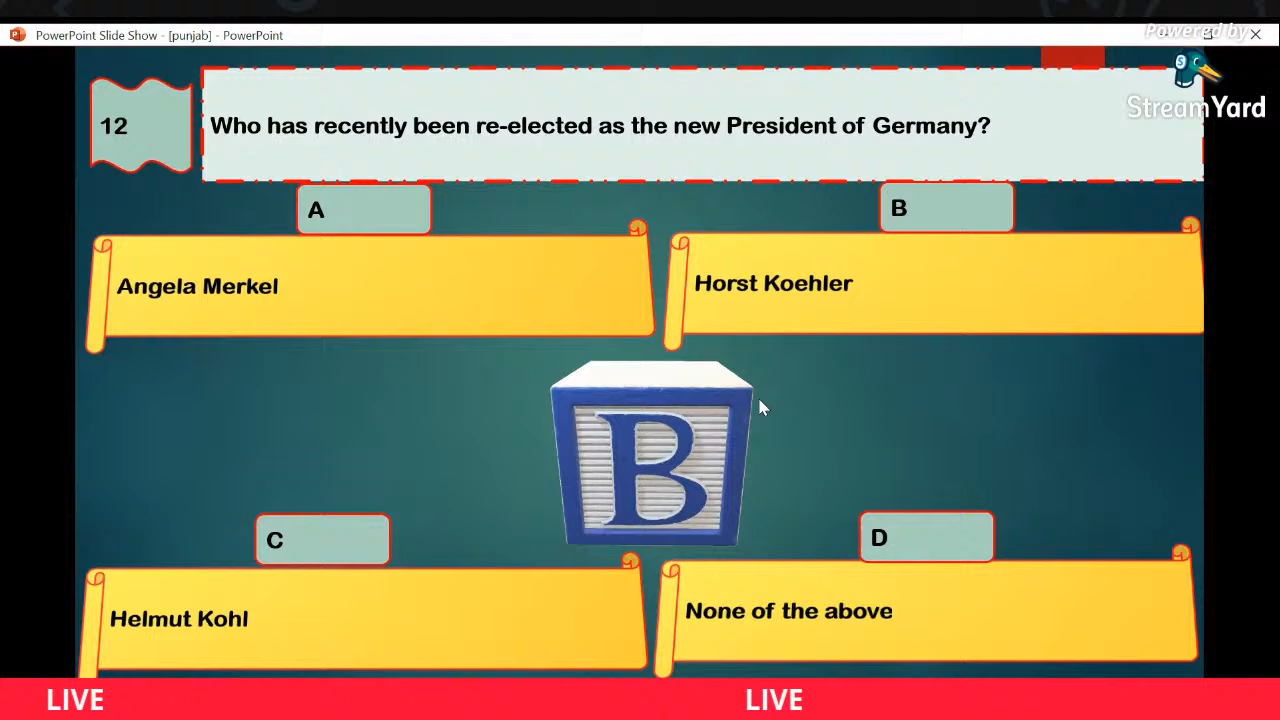 PowerPoint Slide Show - [punjab] - PowerPoint
Powered by
StreamYard
12
Who has recently been re-elected as the new President of Germany?
A
B
Angela Merkel
Horst Koehler
B
C
D
Helmut Kohl
None of the above
LIVE
LIVE